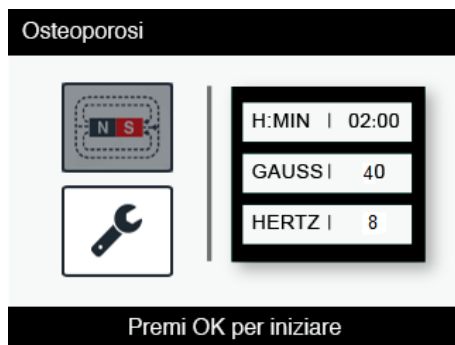 Osteoporosi
N S
H:MIN | 02:00
GAUSS | 40
HERTZ | 8
Premi OK per iniziare